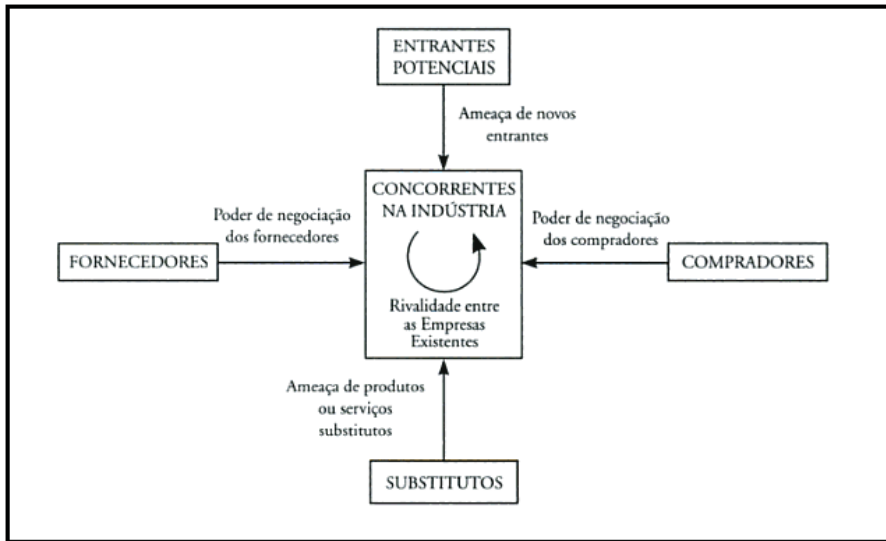 ENTRANTES
POTENCIAIS
Ameaça de novos
entrantes
CONCORRENTES
NA INDÚSTRIA
Poder de negociação
dos fornecedores
Poder de negociação
dos compradores
FORNECEDORES
COMPRADORES
Rivalidade entre
as Empresas
Existentes
Ameaça de produtos
ou serviços
substitutos
SUBSTITUTOS